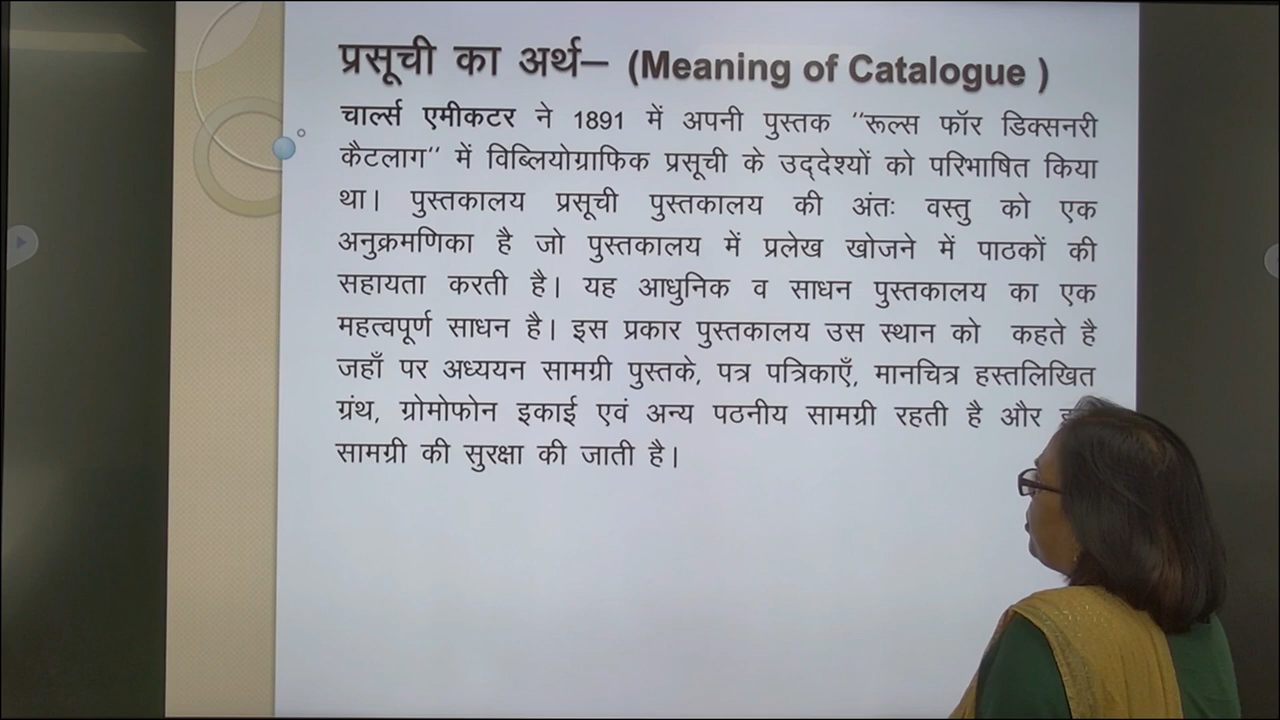 प्रसूची का अर्थ– (Meaning of Catalogue )
चार्ल्स एमीकटर ने 1891 में अपनी पुस्तक ''रूल्स फॉर डिक्सनरी
कैटलाग'' में विब्लियोग्राफिक प्रसूची के उद्देश्यों को परिभाषित किया
था। पुस्तकालय प्रसूची पुस्तकालय की अंतः वस्तु को एक
अनुक्रमणिका है जो पुस्तकालय में प्रलेख खोजने में पाठकों की
सहायता करती है। यह आधुनिक व साधन पुस्तकालय का एक
महत्वपूर्ण साधन है। इस प्रकार पुस्तकालय उस स्थान को कहते है
जहाँ पर अध्ययन सामग्री पुस्तके, पत्र पत्रिकाएँ, मानचित्र हस्तलिखित
ग्रंथ, ग्रोमोफोन इकाई एवं अन्य पठनीय सामग्री रहती है और
सामग्री की सुरक्षा की जाती है।